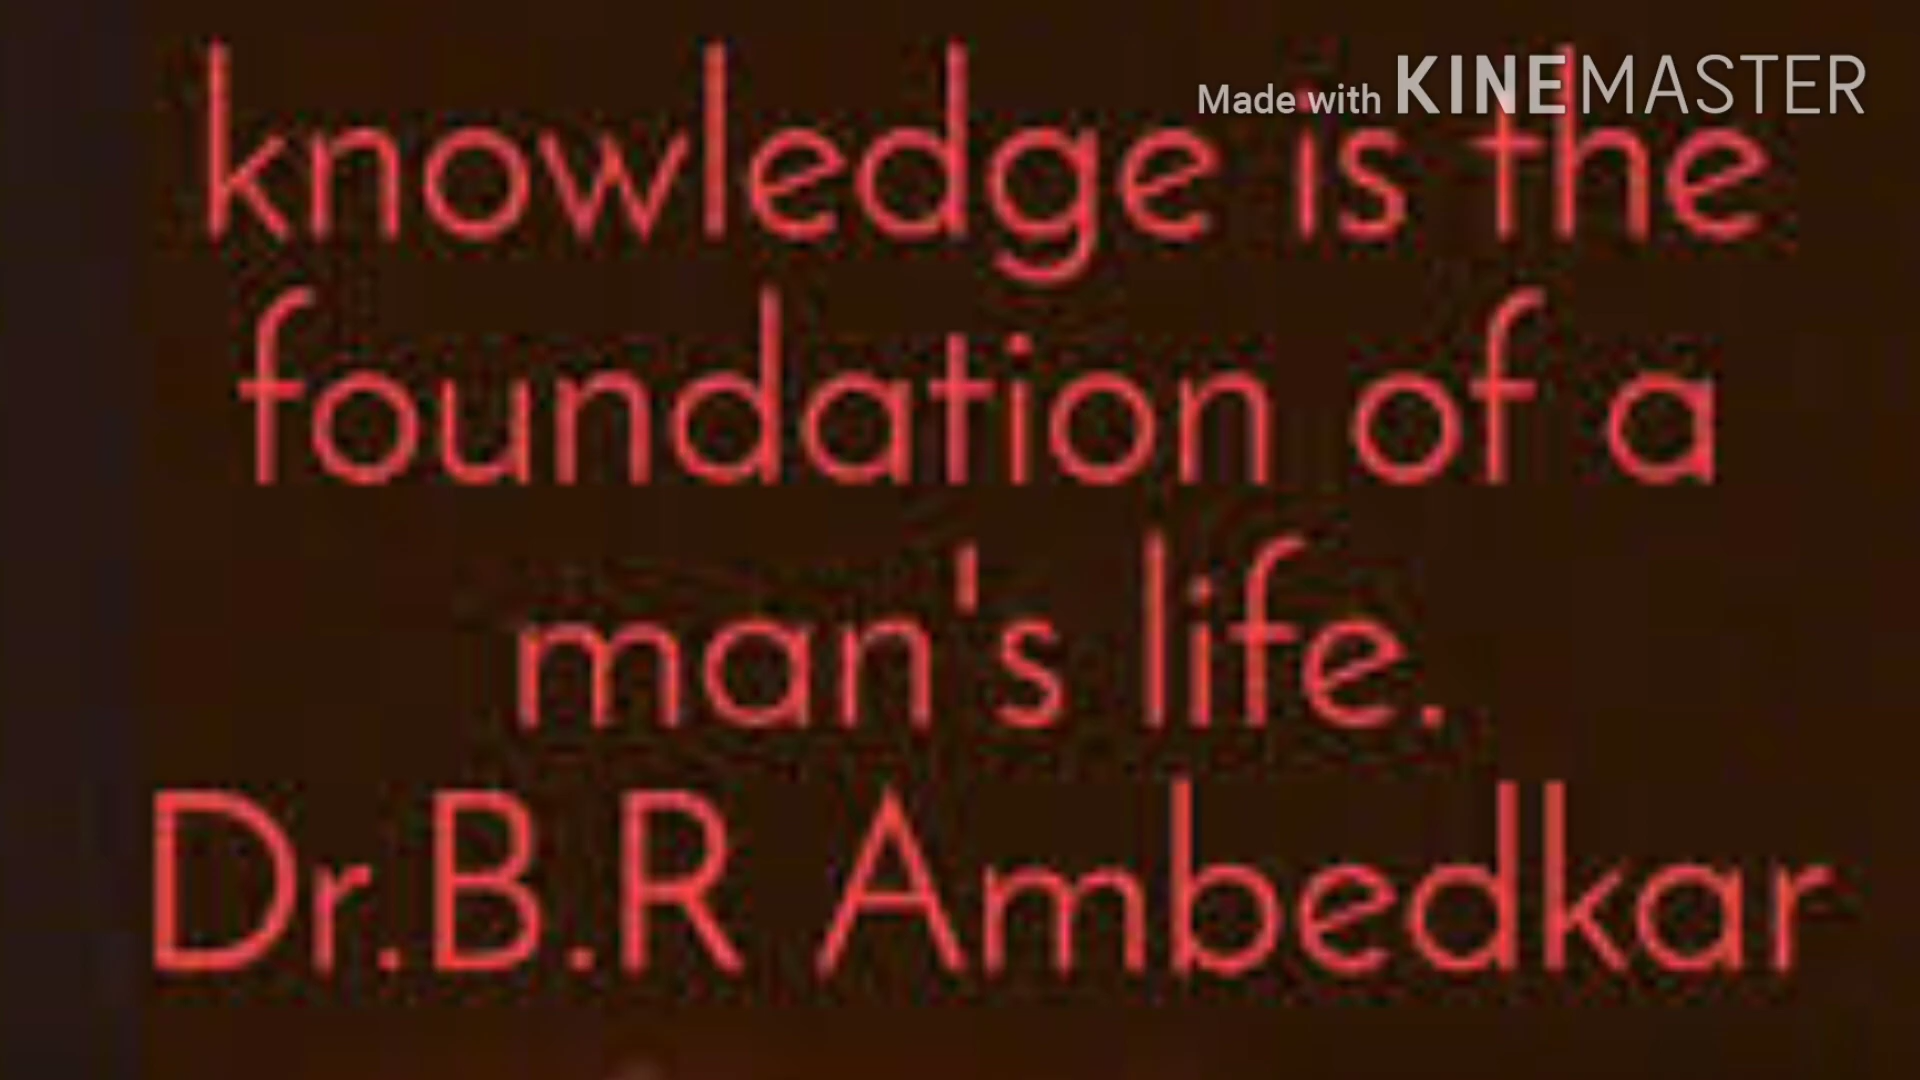 Made with KINEMASTER
knowledge is the
foundation of a
man's life.
Dr.B.R Ambedkar